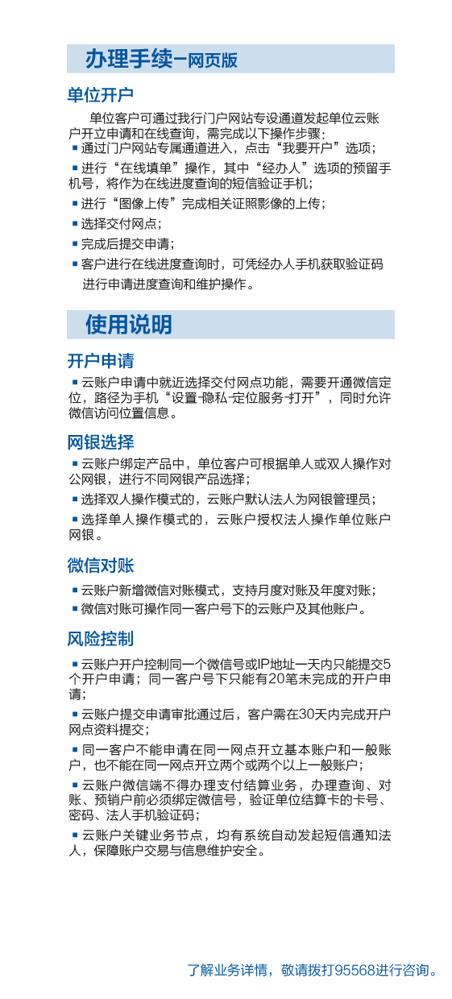 办理手续—网页版
单位开户
单位客户可通过我行门户网站专设通道发起单位云账
户开立申请和在线查询，需完成以下操作步骤：
▪通过门户网站专属通道进入，点击“我要开户”选项；
▪进行“在线填单”操作，其中“经办人”选项的预留手
机号，将作为在线进度查询的短信验证手机；
▪进行“图像上传”完成相关证照影像的上传；
▪选择交付网点；
▪完成后提交申请；
▪客户进行在线进度查询时，可凭经办人手机获取验证码
进行申请进度查询和维护操作。
使用说明
开户申请
▪云账户申请中就近选择交付网点功能，需要开通微信定
位，路径为手机“设置-隐私-定位服务-打开”，同时允许
微信访问位置信息。
网银选择
▪云账户绑定产品中，单位客户可根据单人或双人操作对
公网银，进行不同网银产品选择；
▪选择双人操作模式的，云账户默认法人为网银管理员；
▪选择单人操作模式的，云账户授权法人操作单位账户
网银。
微信对账
▪云账户新增微信对账模式，支持月度对账及年度对账；
▪微信对账可操作同一客户号下的云账户及其他账户。
风险控制
▪云账户开户控制同一个微信号或IP地址一天内只能提交5
个开户申请；同一客户号下只能有20笔未完成的开户申
请；
▪云账户提交申请审批通过后，客户需在30天内完成开户
网点资料提交；
▪同一客户不能申请在同一网点开立基本账户和一般账
户，也不能在同一网点开立两个或两个以上一般账户；
▪云账户微信端不得办理支付结算业务，办理查询、对
账、预销户前必须绑定微信号，验证单位结算卡的卡号、
密码、法人手机验证码；
▪云账户关键业务节点，均有系统自动发起短信通知法
人，保障账户交易与信息维护安全。
了解业务详情，敬请拨打95568进行咨询。